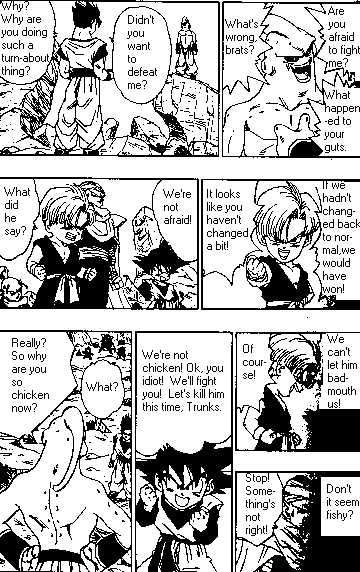 Why?
Why are
you doing
such a
turn-about
thing?
Didn't
you
want
to
defeat
me?
What's
wrong,
brats?
Are
you
afraid
to fight
me?
What
happen-
ed to
your
guts.
What
did
he
say?
We're
not
afraid!
It looks
like you
haven't
changed
a bit!
If we
hadn't
chang-
ed back
to nor-
mal,we
would
have
won!
Really?
So why
are you
so
chicken
now?
What?
We're not
chicken! Ok, you
idiot! We'll fight
you! Let's kill him
this time, Trunks.
Of
cour-
se!
We
can't
let him
bad-
mouth
us!
Stop!
Some-
thing's
not
right!
Don't
it seem
fishy?